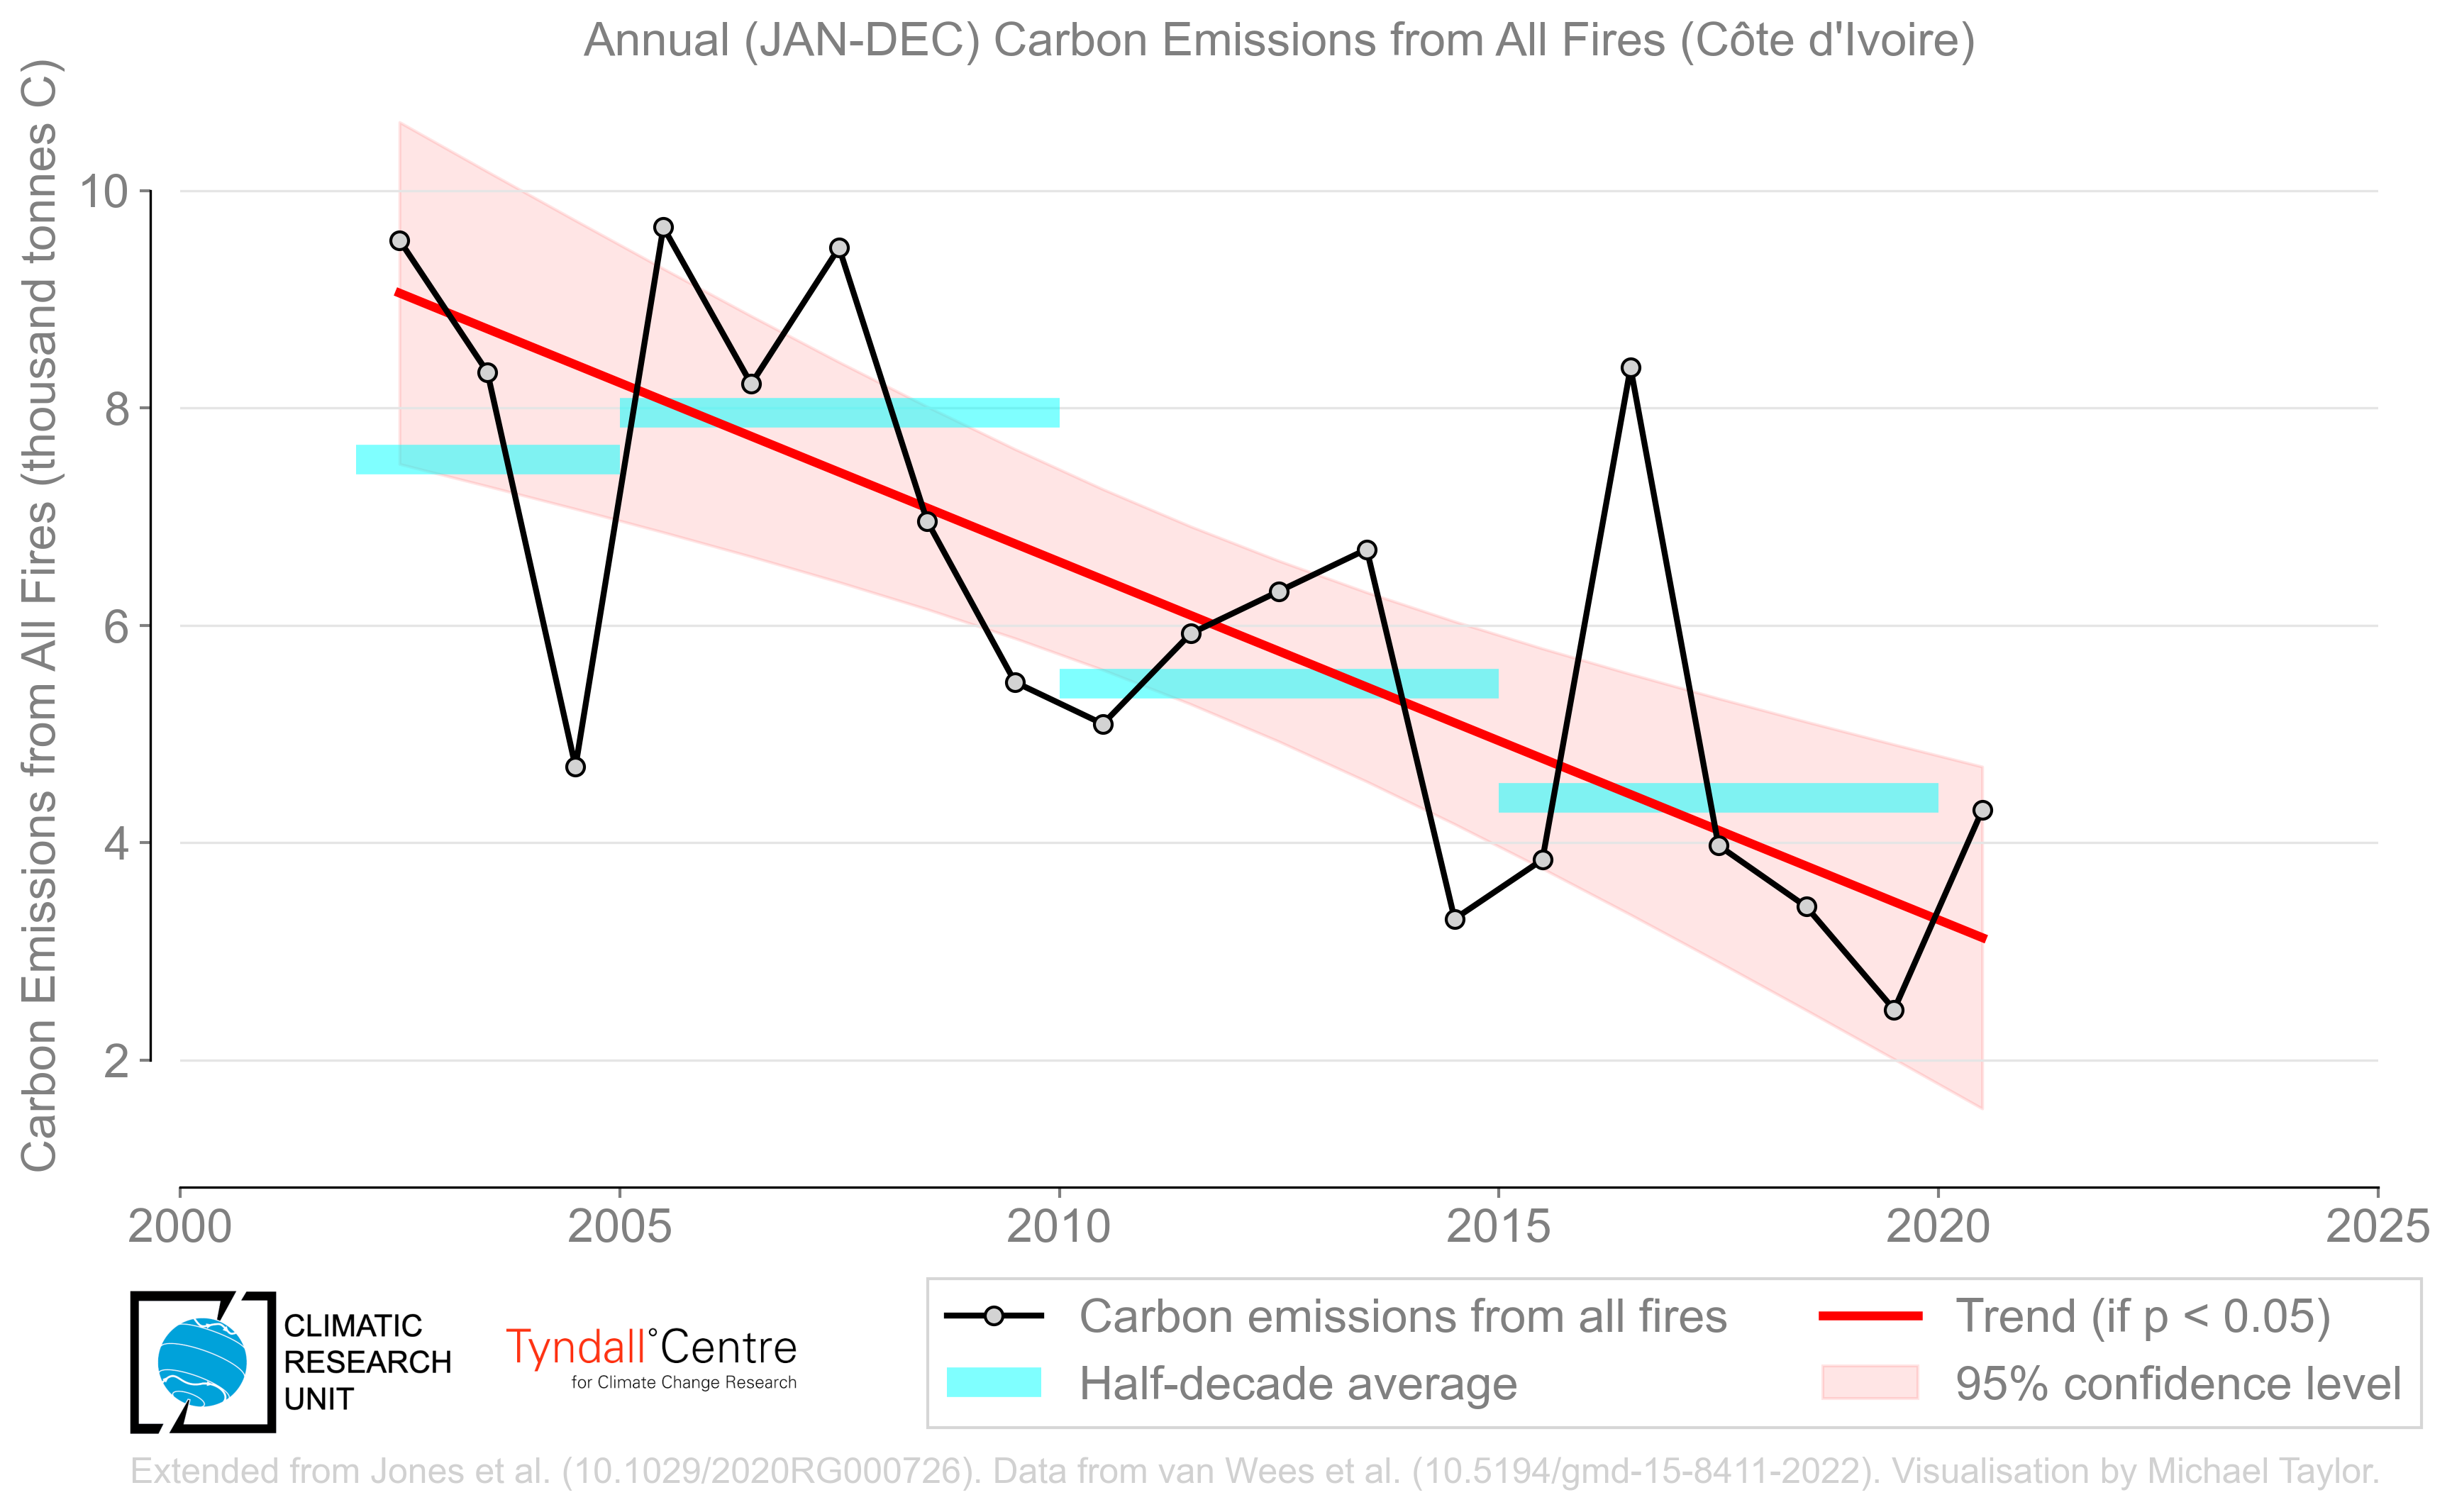 Annual (JAN-DEC) Carbon Emissions from All Fires (Côte d'Ivoire)
Carbon Emissions from All Fires (thousand tonnes C)
10
8
6
4
2
2000 2005 2010 2015 2020 2025
CLIMATIC
RESEARCH
UNIT
Tyndall°Centre
for Climate Change Research
Carbon emissions from all fires
Trend (if p < 0.05)
Half-decade average
95% confidence level
Extended from Jones et al. (10.1029/2020RG000726). Data from van Wees et al. (10.5194/gmd-15-8411-2022). Visualisation by Michael Taylor.